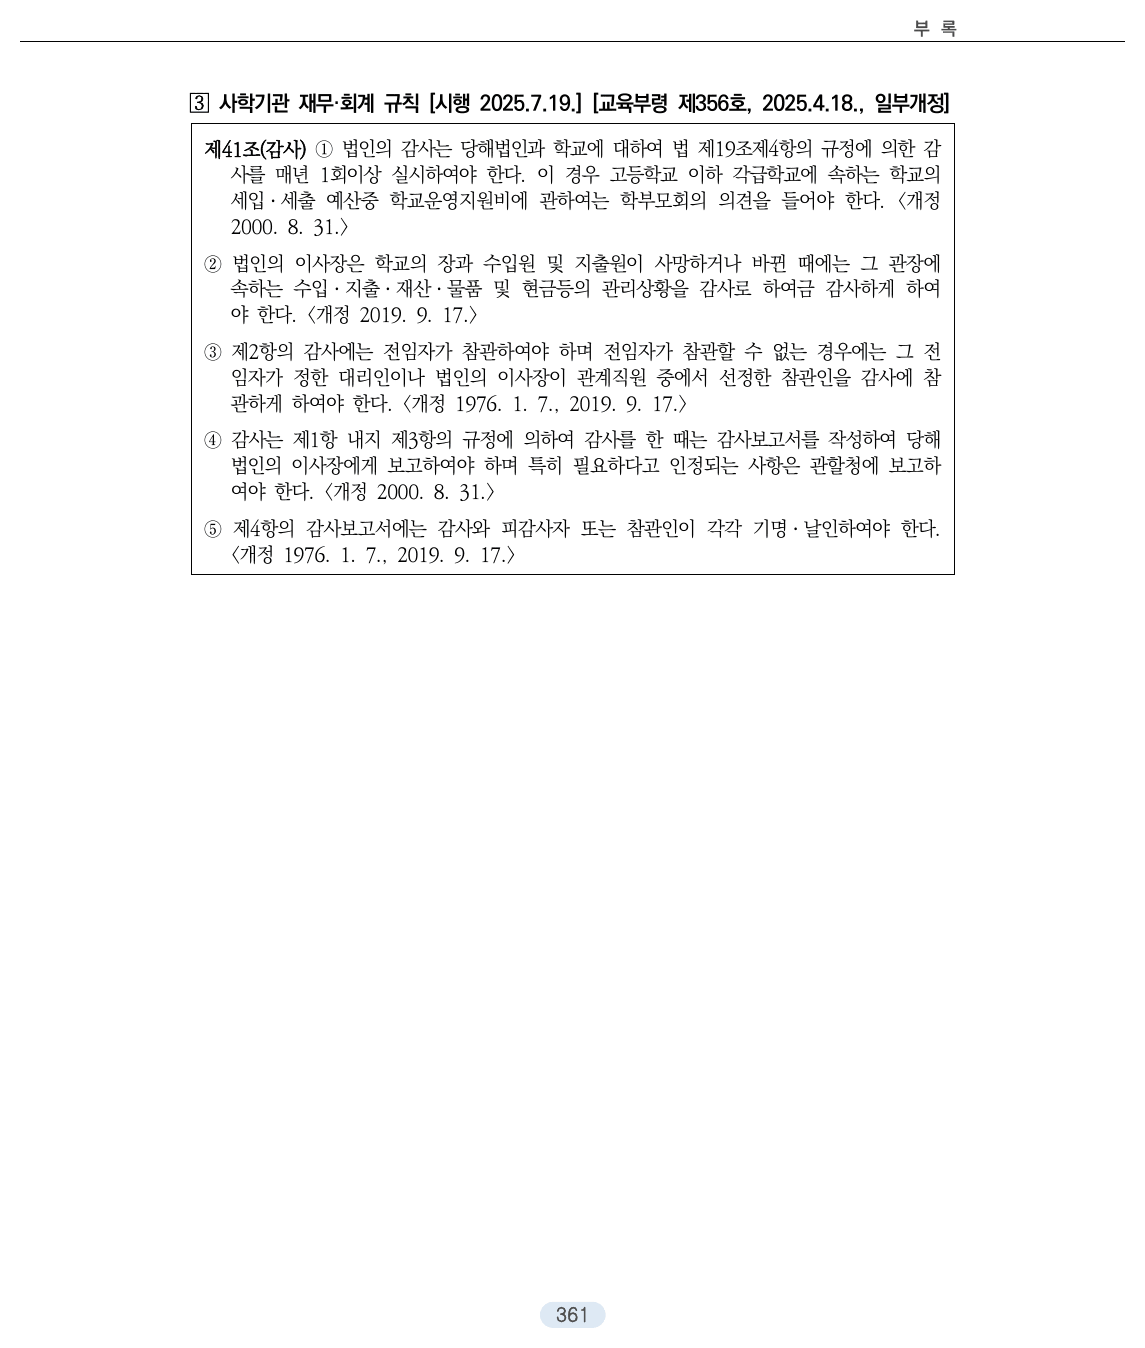 부 록
3 사학기관 재무·회계 규칙 [시행 2025.7.19.] [교육부령 제356호, 2025.4.18., 일부개정]
제41조(감사) ① 법인의 감사는 당해법인과 학교에 대하여 법 제19조제4항의 규정에 의한 감
사를 매년 1회이상 실시하여야 한다. 이 경우 고등학교 이하 각급학교에 속하는 학교의
세입·세출 예산중 학교운영지원비에 관하여는 학부모회의 의견을 들어야 한다. <개정
2000. 8. 31.>
② 법인의 이사장은 학교의 장과 수입원 및 지출원이 사망하거나 바뀐 때에는 그 관장에
속하는 수입·지출·재산·물품 및 현금등의 관리상황을 감사로 하여금 감사하게 하여
야 한다. <개정 2019. 9. 17.>
③ 제2항의 감사에는 전임자가 참관하여야 하며 전임자가 참관할 수 없는 경우에는 그 전
임자가 정한 대리인이나 법인의 이사장이 관계직원 중에서 선정한 참관인을 감사에 참
관하게 하여야 한다. <개정 1976. 1. 7., 2019. 9. 17.>
④ 감사는 제1항 내지 제3항의 규정에 의하여 감사를 한 때는 감사보고서를 작성하여 당해
법인의 이사장에게 보고하여야 하며 특히 필요하다고 인정되는 사항은 관할청에 보고하
여야 한다. <개정 2000. 8. 31.>
⑤ 제4항의 감사보고서에는 감사와 피감사자 또는 참관인이 각각 기명·날인하여야 한다.
<개정 1976. 1. 7., 2019. 9. 17.>
361